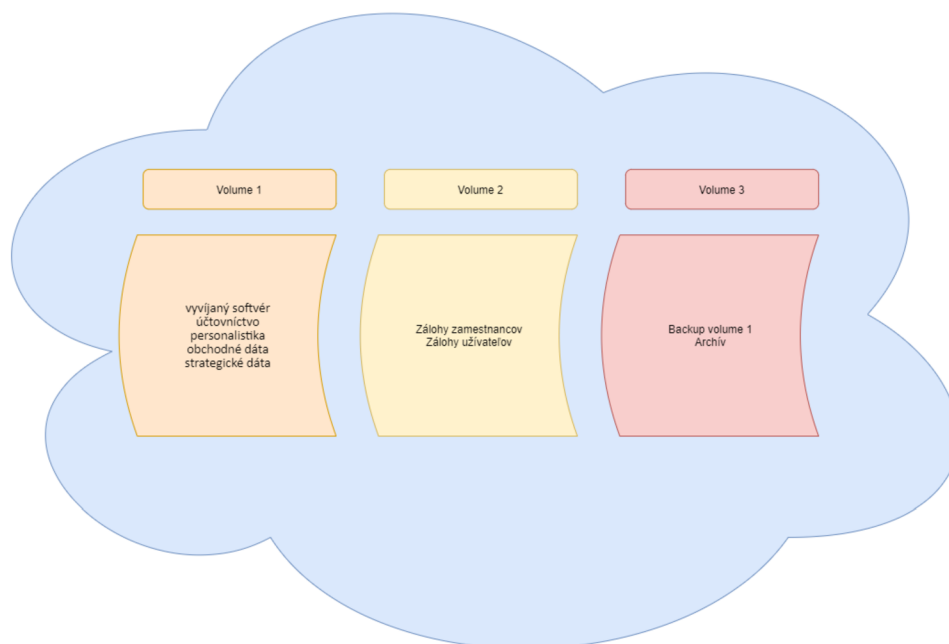 Volume 1
Volume 2
Volume 3
vyvíjaný softvér
účtovníctvo
personalistika
obchodné dáta
strategické dáta
Zálohy zamestnancov
Zálohy užívateľov
Backup volume 1
Archív